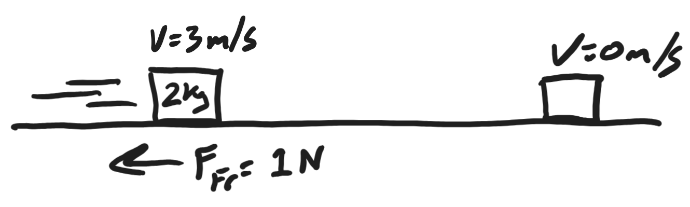 V=3m/s
V=0m/s
2kg
F_Fr = 1N